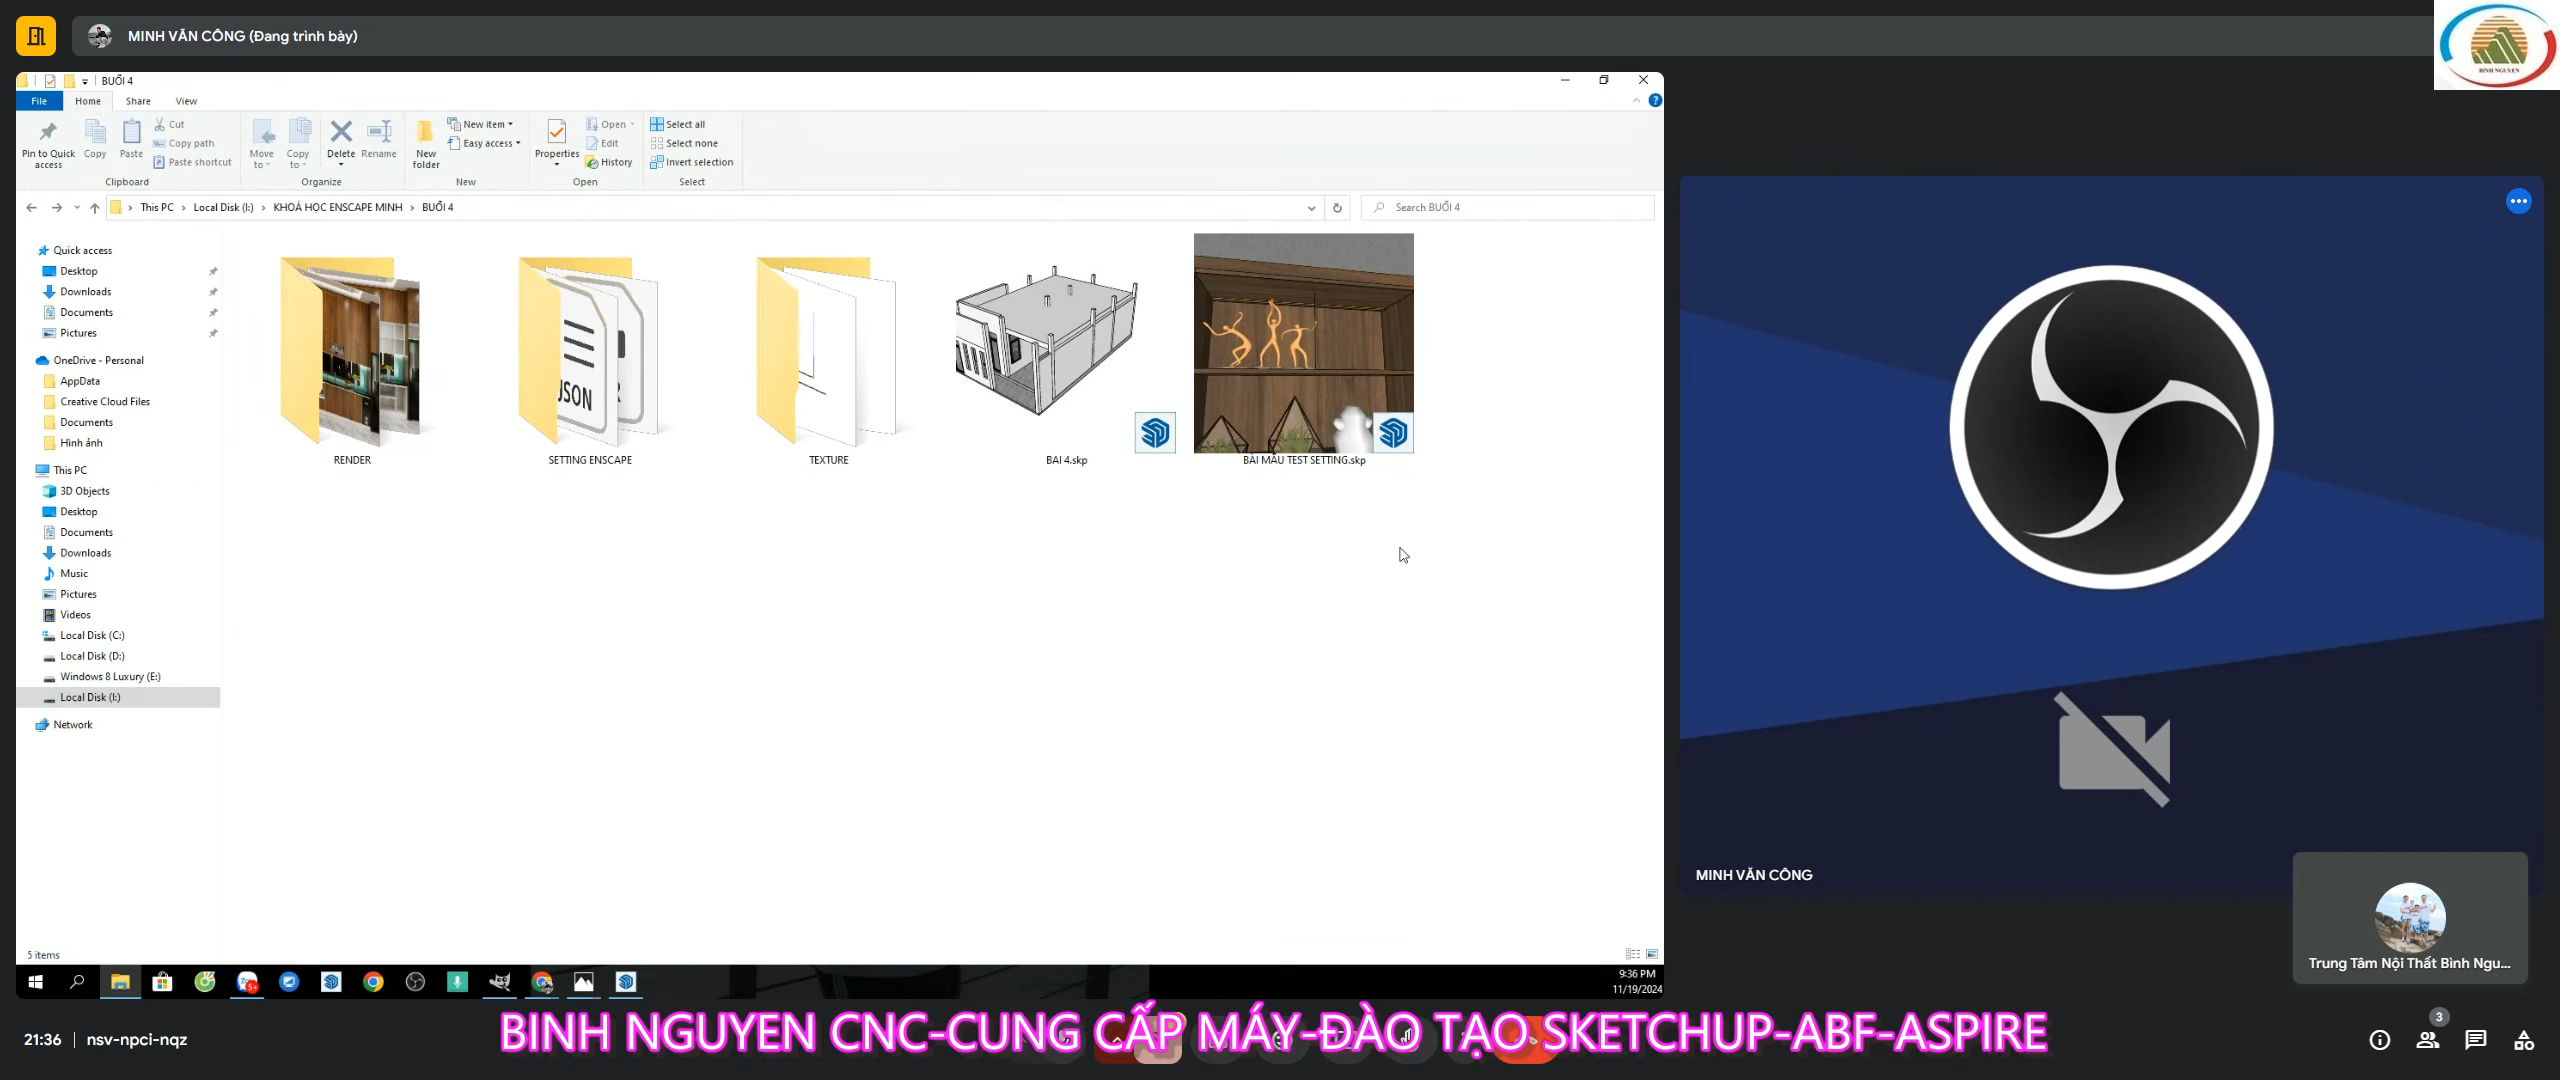 MINH VĂN CÔNG (Đang trình bày)
BINH NGUYEN
BUỔI 4
File Home Share View
Pin to Quick access
Copy
Paste
Cut
Copy path
Paste shortcut
Clipboard
Move to
Copy to
Delete
Rename
Organize
New folder
New item
Easy access
New
Properties
Open
Edit
History
Open
Select all
Select none
Invert selection
Select
This PC › Local Disk (I:) › KHOÁ HỌC ENSCAPE MINH › BUỔI 4
Search BUỔI 4
Quick access
Desktop
Downloads
Documents
Pictures
OneDrive - Personal
AppData
Creative Cloud Files
Documents
Hình ảnh
This PC
3D Objects
Desktop
Documents
Downloads
Music
Pictures
Videos
Local Disk (C:)
Local Disk (D:)
Windows 8 Luxury (E:)
Local Disk (I:)
Network
JSON
RENDER
SETTING ENSCAPE
TEXTURE
BAI 4.skp
BAI MẪU TEST SETTING.skp
5 items
9:36 PM
11/19/2024
MINH VĂN CÔNG
Trung Tâm Nội Thất Bình Ngu...
21:36 | nsv-npci-nqz
BINH NGUYEN CNC-CUNG CẤP MÁY-ĐÀO TẠO SKETCHUP-ABF-ASPIRE
3